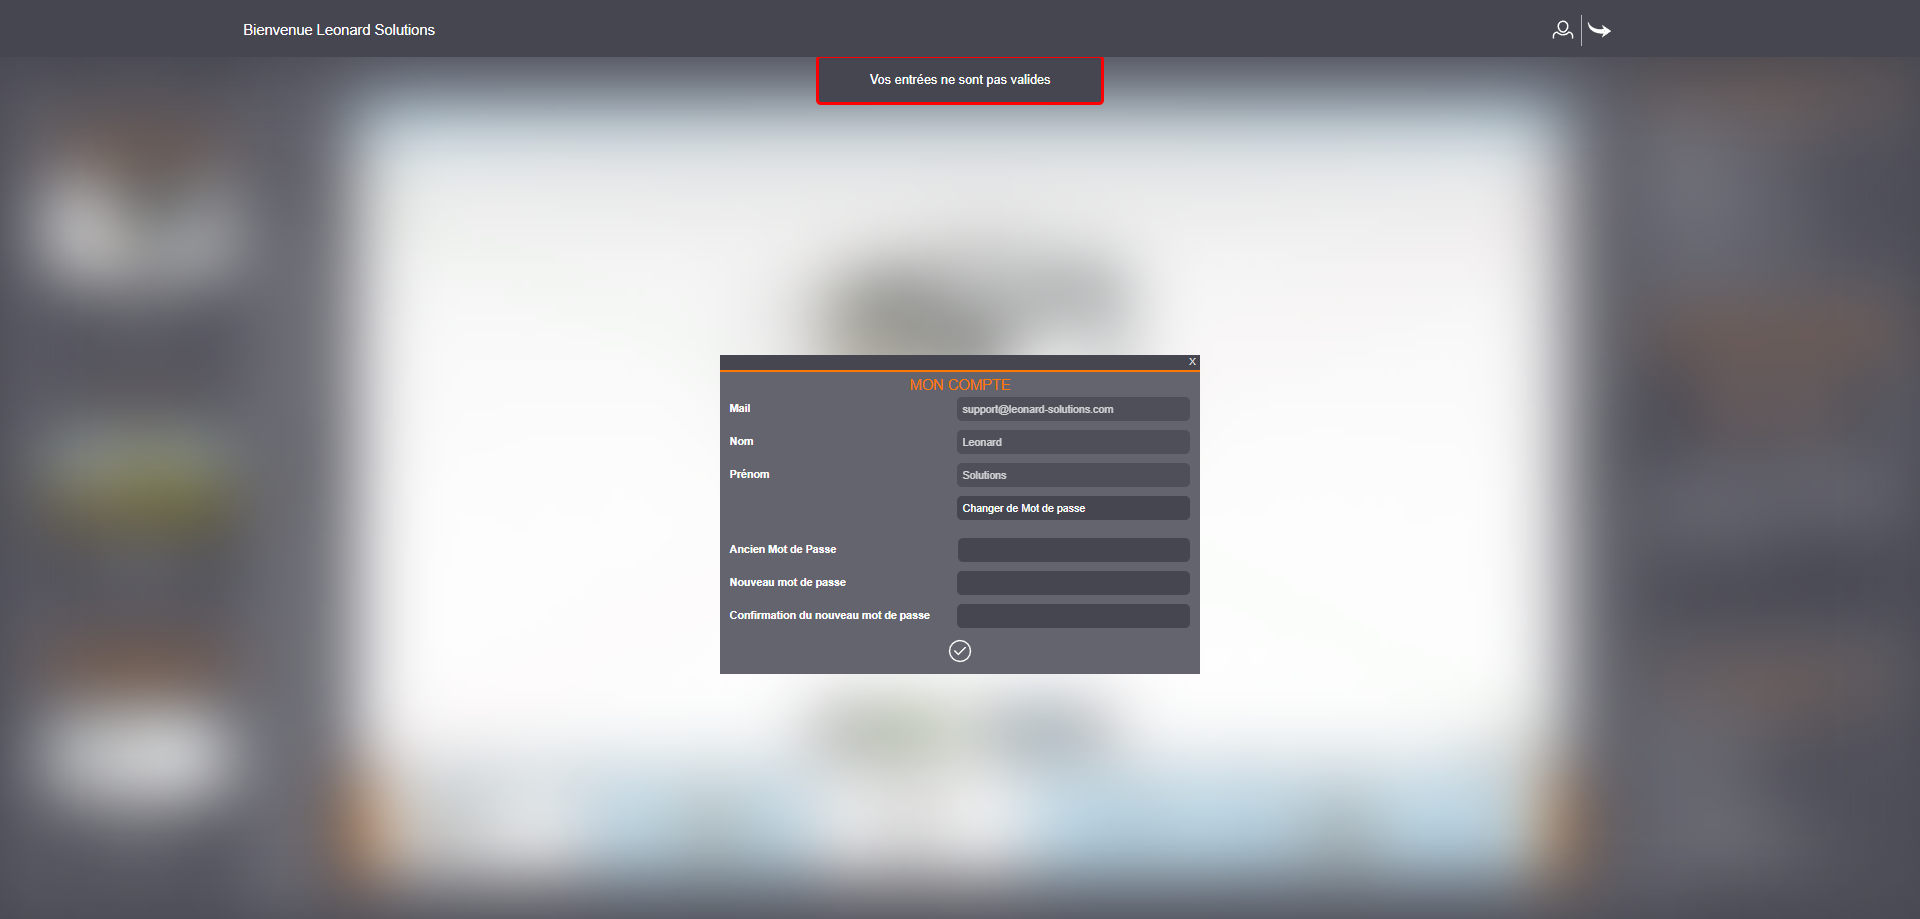 Bienvenue Leonard Solutions
Vos entrées ne sont pas valides
X
MON COMPTE
Mail support@leonard-solutions.com
Nom Leonard
Prénom Solutions
Changer de Mot de passe
Ancien Mot de Passe
Nouveau mot de passe
Confirmation du nouveau mot de passe